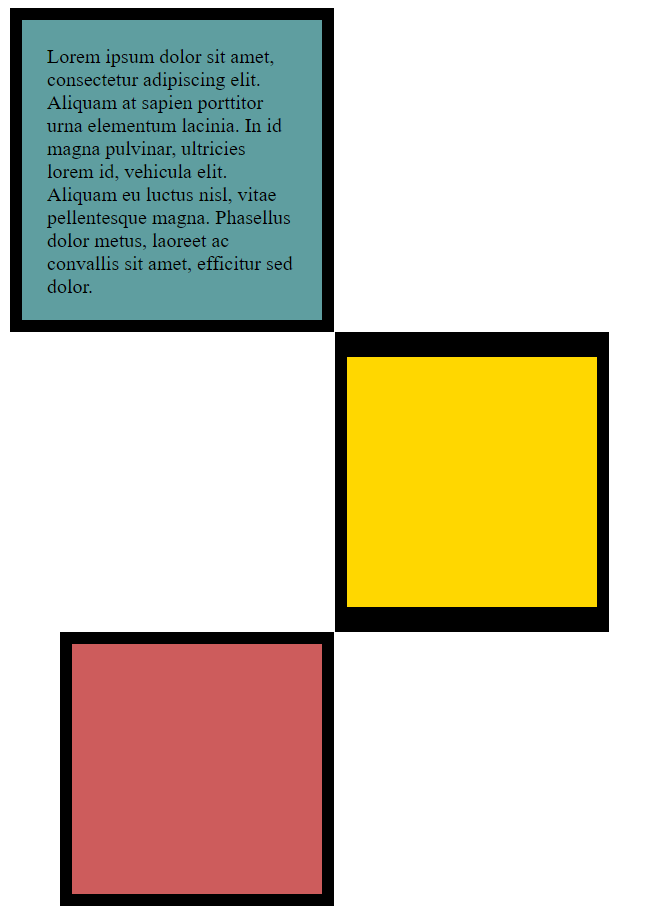 Lorem ipsum dolor sit amet,
consectetur adipiscing elit.
Aliquam at sapien porttitor
urna elementum lacinia. In id
magna pulvinar, ultricies
lorem id, vehicula elit.
Aliquam eu luctus nisl, vitae
pellentesque magna. Phasellus
dolor metus, laoreet ac
convallis sit amet, efficitur sed
dolor.